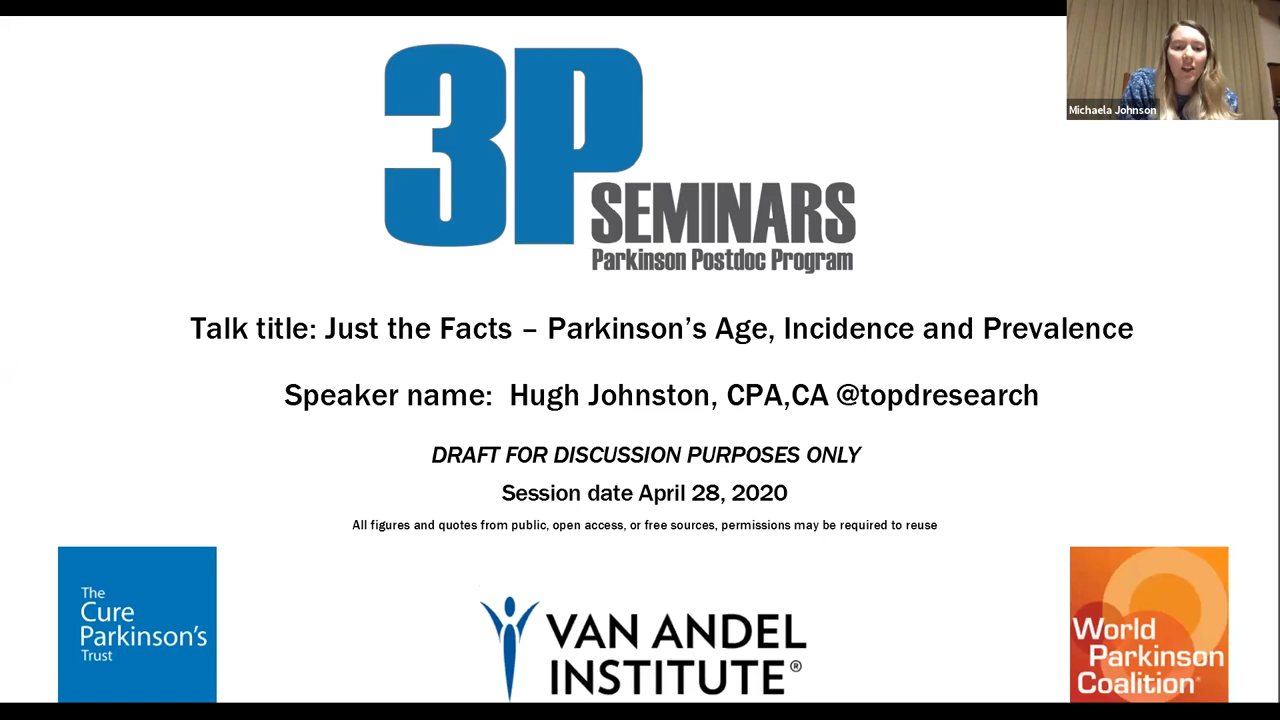 3P
SEMINARS
Parkinson Postdoc Program
Michaela Johnson
Talk title: Just the Facts – Parkinson's Age, Incidence and Prevalence
Speaker name: Hugh Johnston, CPA,CA @topdresearch
DRAFT FOR DISCUSSION PURPOSES ONLY
Session date April 28, 2020
All figures and quotes from public, open access, or free sources, permissions may be required to reuse
The
Cure
Parkinson's
Trust
VAN ANDEL
INSTITUTE®
World
Parkinson
Coalition®